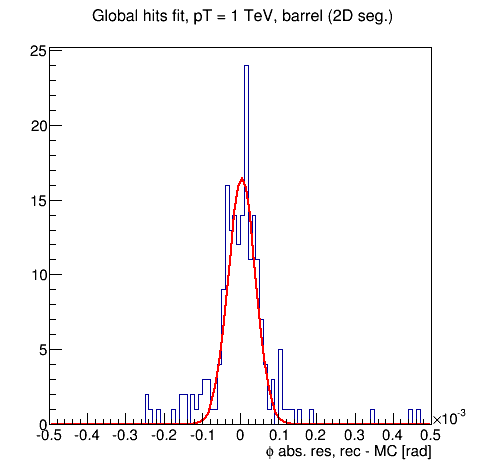 Global hits fit, pT = 1 TeV, barrel (2D seg.)
25
20
15
10
5
0
-0.5 -0.4 -0.3 -0.2 -0.1 0 0.1 0.2 0.3 0.4 0.5
×10⁻³
ϕ abs. res, rec - MC [rad]